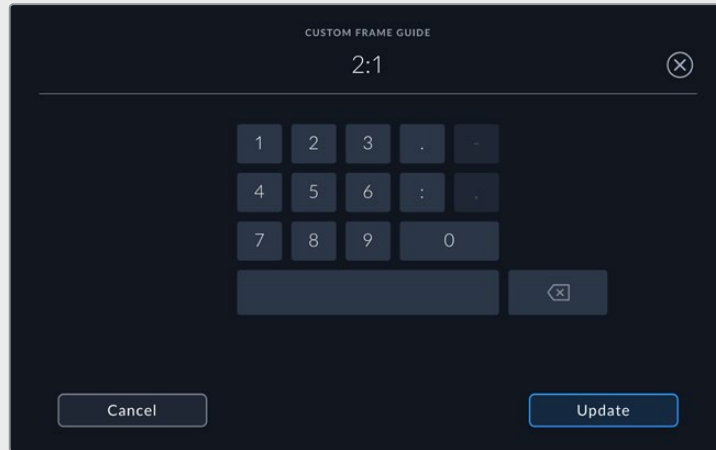 CUSTOM FRAME GUIDE
2:1
1 2 3 . -
4 5 6 : ,
7 8 9 0
Cancel Update